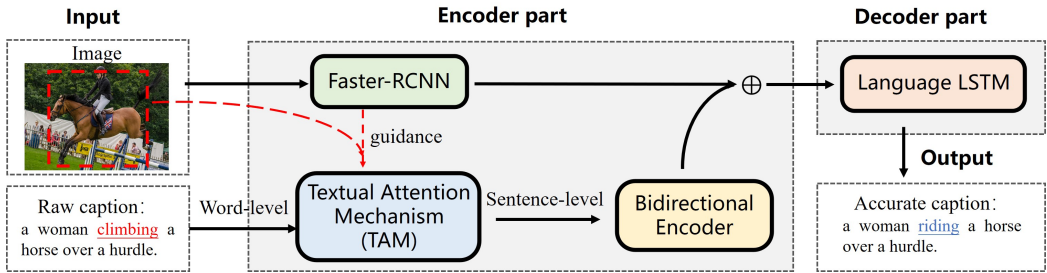 Input
Encoder part
Decoder part
Image
Faster-RCNN
guidance
Language LSTM
Output
Raw caption:
a woman climbing a
horse over a hurdle.
Word-level
Textual Attention
Mechanism
(TAM)
Sentence-level
Bidirectional
Encoder
Accurate caption:
a woman riding a horse
over a hurdle.